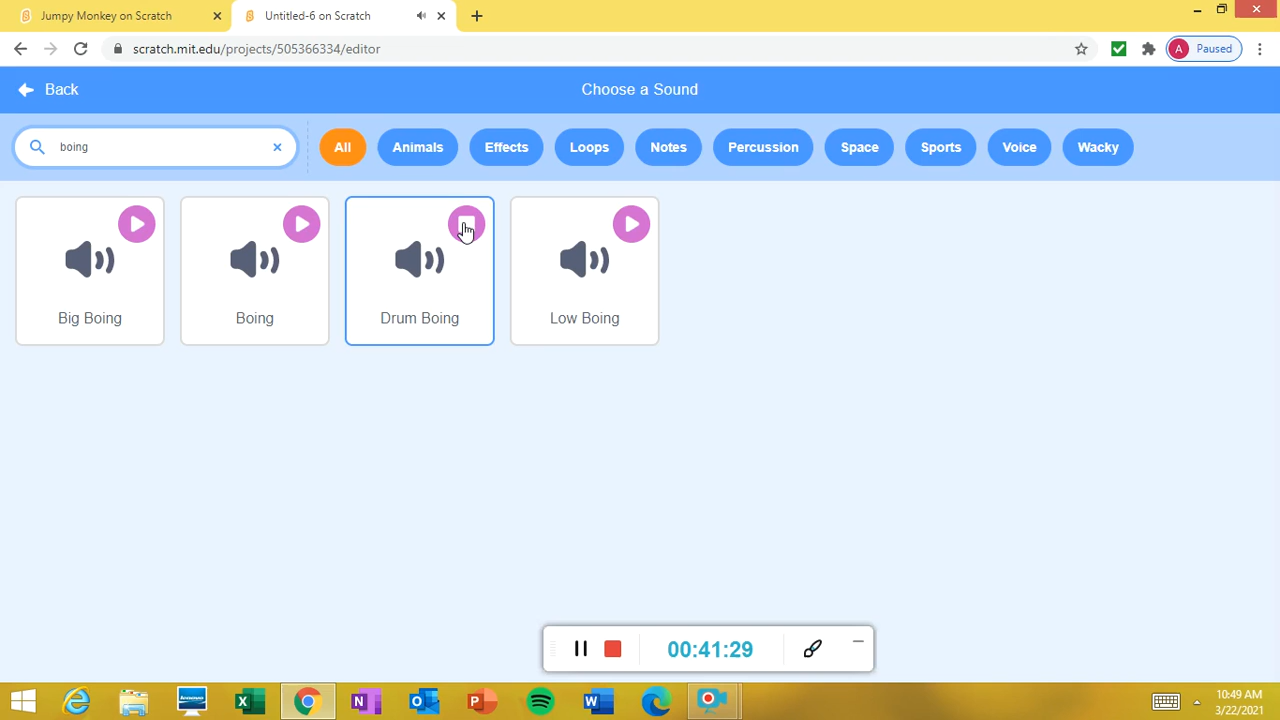 Jumpy Monkey on Scratch
Untitled-6 on Scratch
scratch.mit.edu/projects/505366334/editor
A Paused
Back
Choose a Sound
boing
All
Animals
Effects
Loops
Notes
Percussion
Space
Sports
Voice
Wacky
Big Boing
Boing
Drum Boing
Low Boing
00:41:29
10:49 AM
3/22/2021